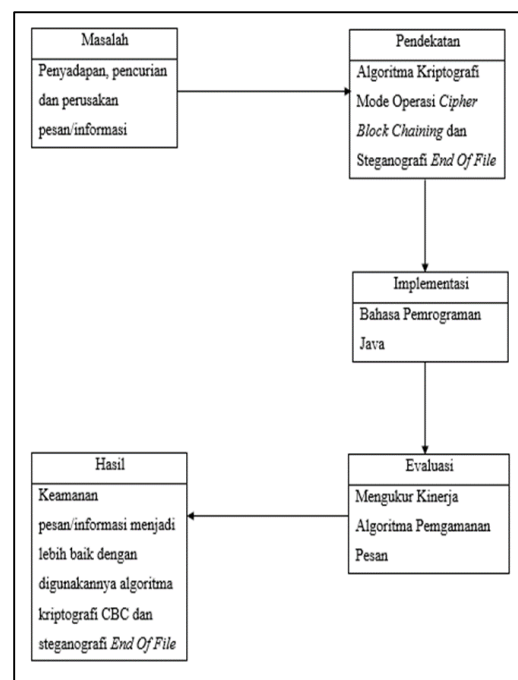 Masalah
Penyadapan, pencurian
dan perusakan
pesan/informasi
Pendekatan
Algoritma Kriptografi
Mode Operasi Cipher
Block Chaining dan
Steganografi End Of File
Implementasi
Bahasa Pemrograman
Java
Evaluasi
Mengukur Kinerja
Algoritma Pemgamanan
Pesan
Hasil
Keamanan
pesan/informasi menjadi
lebih baik dengan
digunakannya algoritma
kriptografi CBC dan
steganografi End Of File